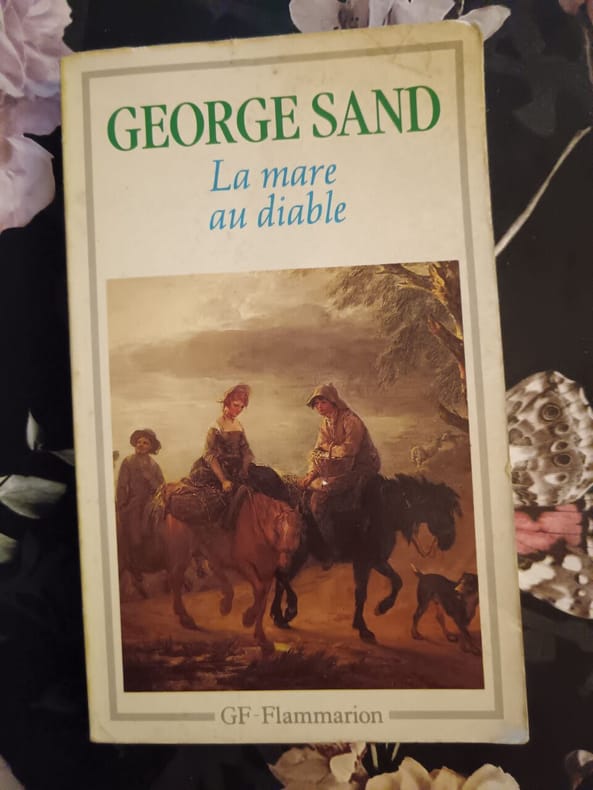 GEORGE SAND
La mare
au diable
GF-Flammarion